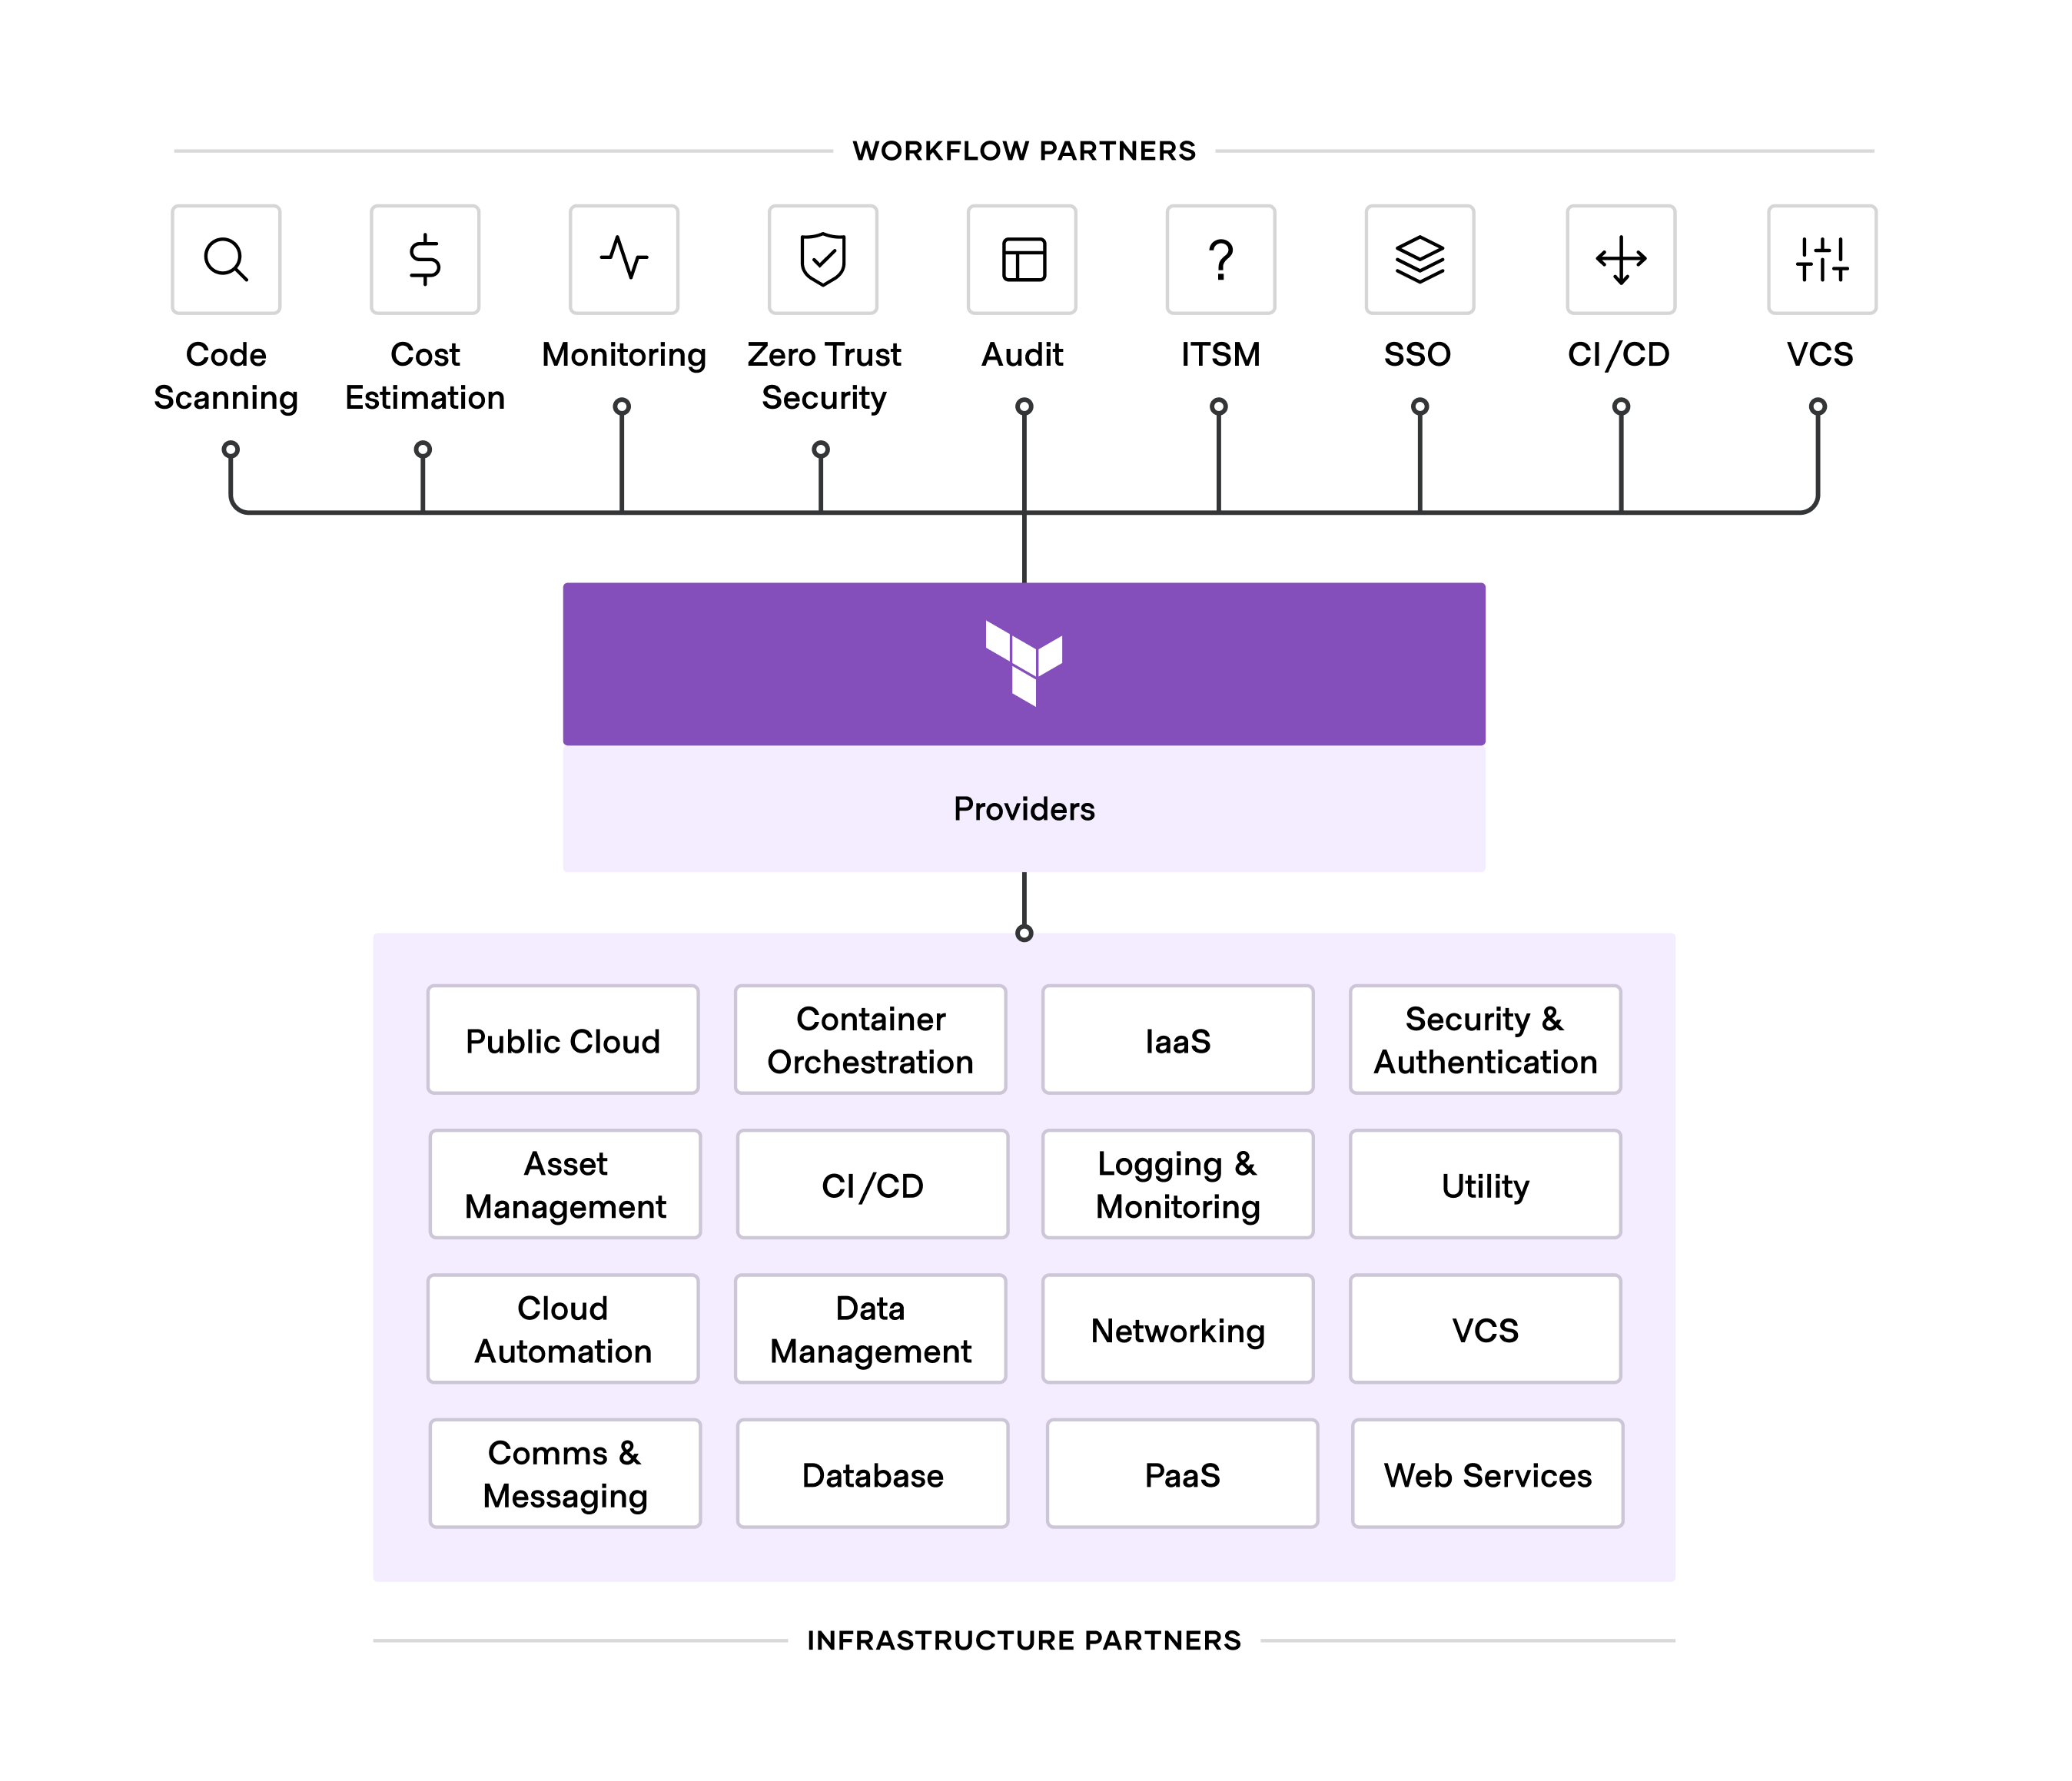 WORKFLOW PARTNERS
Code
Scanning
Cost
Estimation
Monitoring
Zero Trust
Security
Audit
ITSM
SSO
CI/CD
VCS
Providers
Public Cloud
Container
Orchestration
IaaS
Security &
Authentication
Asset
Management
CI/CD
Logging &
Monitoring
Utility
Cloud
Automation
Data
Management
Networking
VCS
Comms &
Messaging
Database
PaaS
Web Services
INFRASTRUCTURE PARTNERS